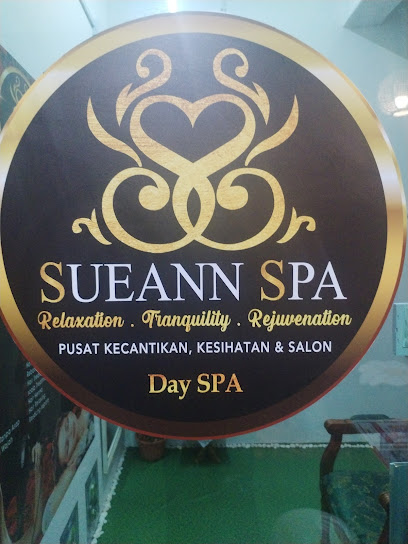 SUEANN SPA
Relaxation . Tranquility . Rejuvenation
PUSAT KECANTIKAN, KESIHATAN & SALON
Day SPA